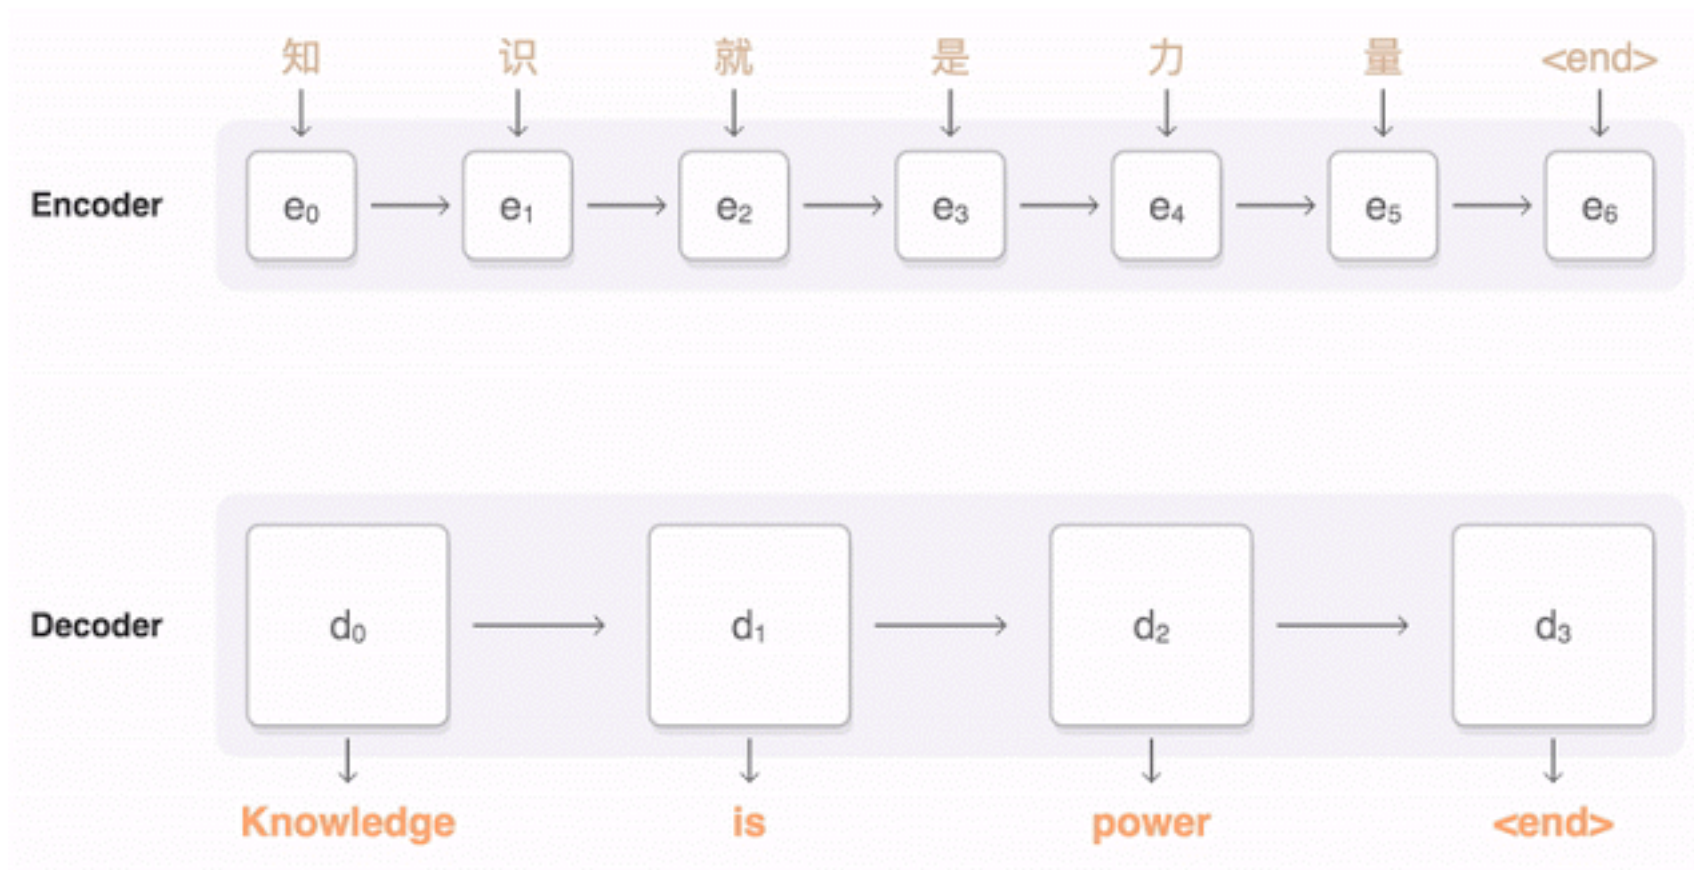 知 识 就 是 力 量 <end>
Encoder e₀ e₁ e₂ e₃ e₄ e₅ e₆
Decoder d₀ d₁ d₂ d₃
Knowledge is power <end>